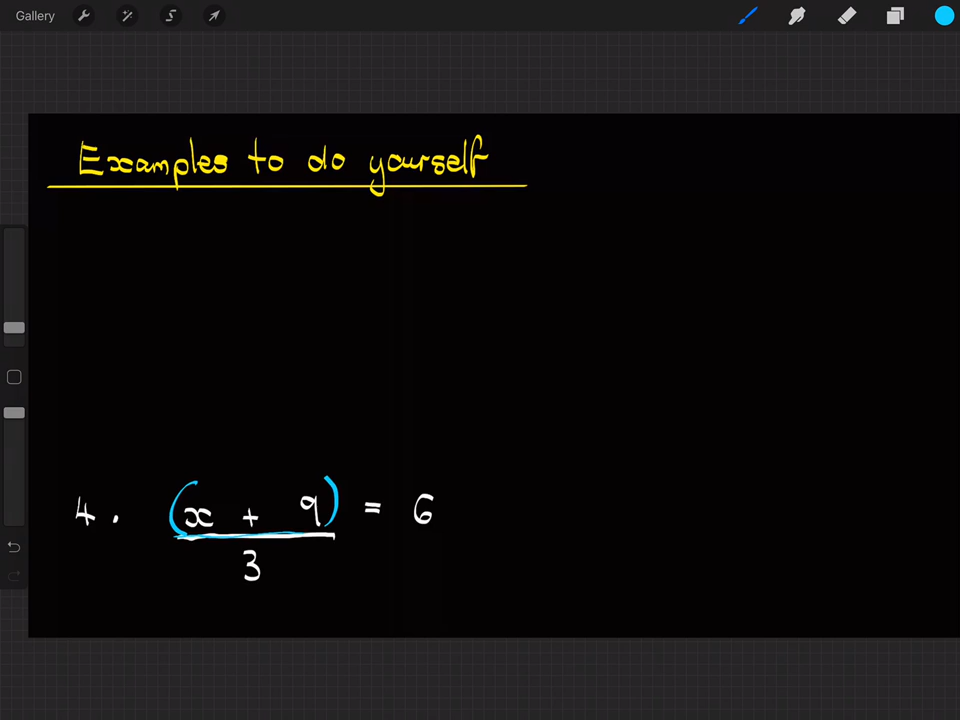 Gallery
Examples to do yourself
4. (x + 9) = 6
3